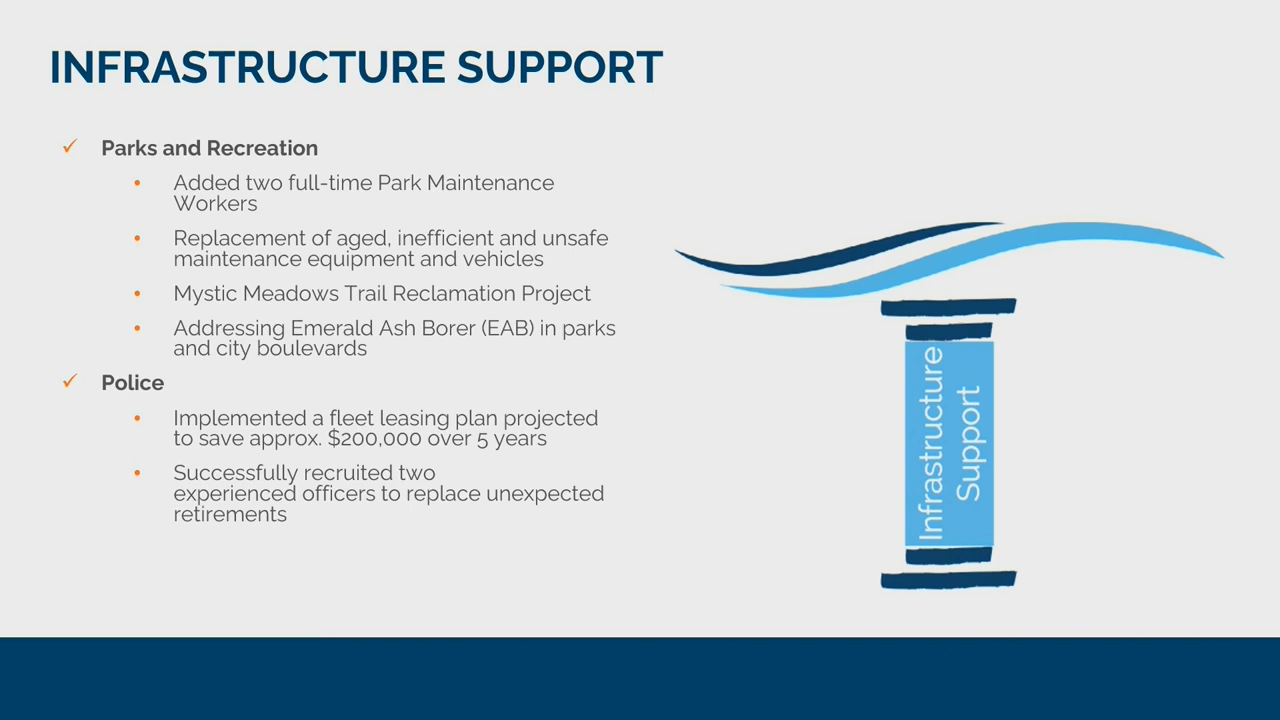 INFRASTRUCTURE SUPPORT
Parks and Recreation
Added two full-time Park Maintenance
Workers
Replacement of aged, inefficient and unsafe
maintenance equipment and vehicles
Mystic Meadows Trail Reclamation Project
Addressing Emerald Ash Borer (EAB) in parks
and city boulevards
Police
Implemented a fleet leasing plan projected
to save approx. $200,000 over 5 years
Successfully recruited two
experienced officers to replace unexpected
retirements
Infrastructure
Support